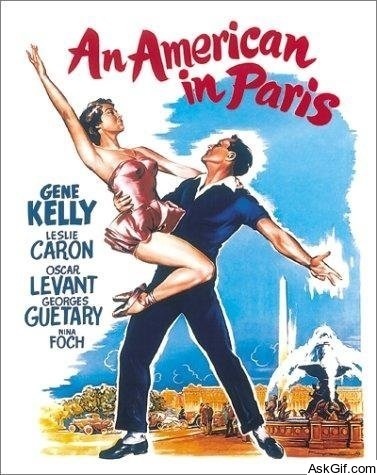 An American
in Paris
GENE
KELLY
LESLIE
CARON
OSCAR
LEVANT
GEORGES
GUETARY
NINA
FOCH
AskGif.com